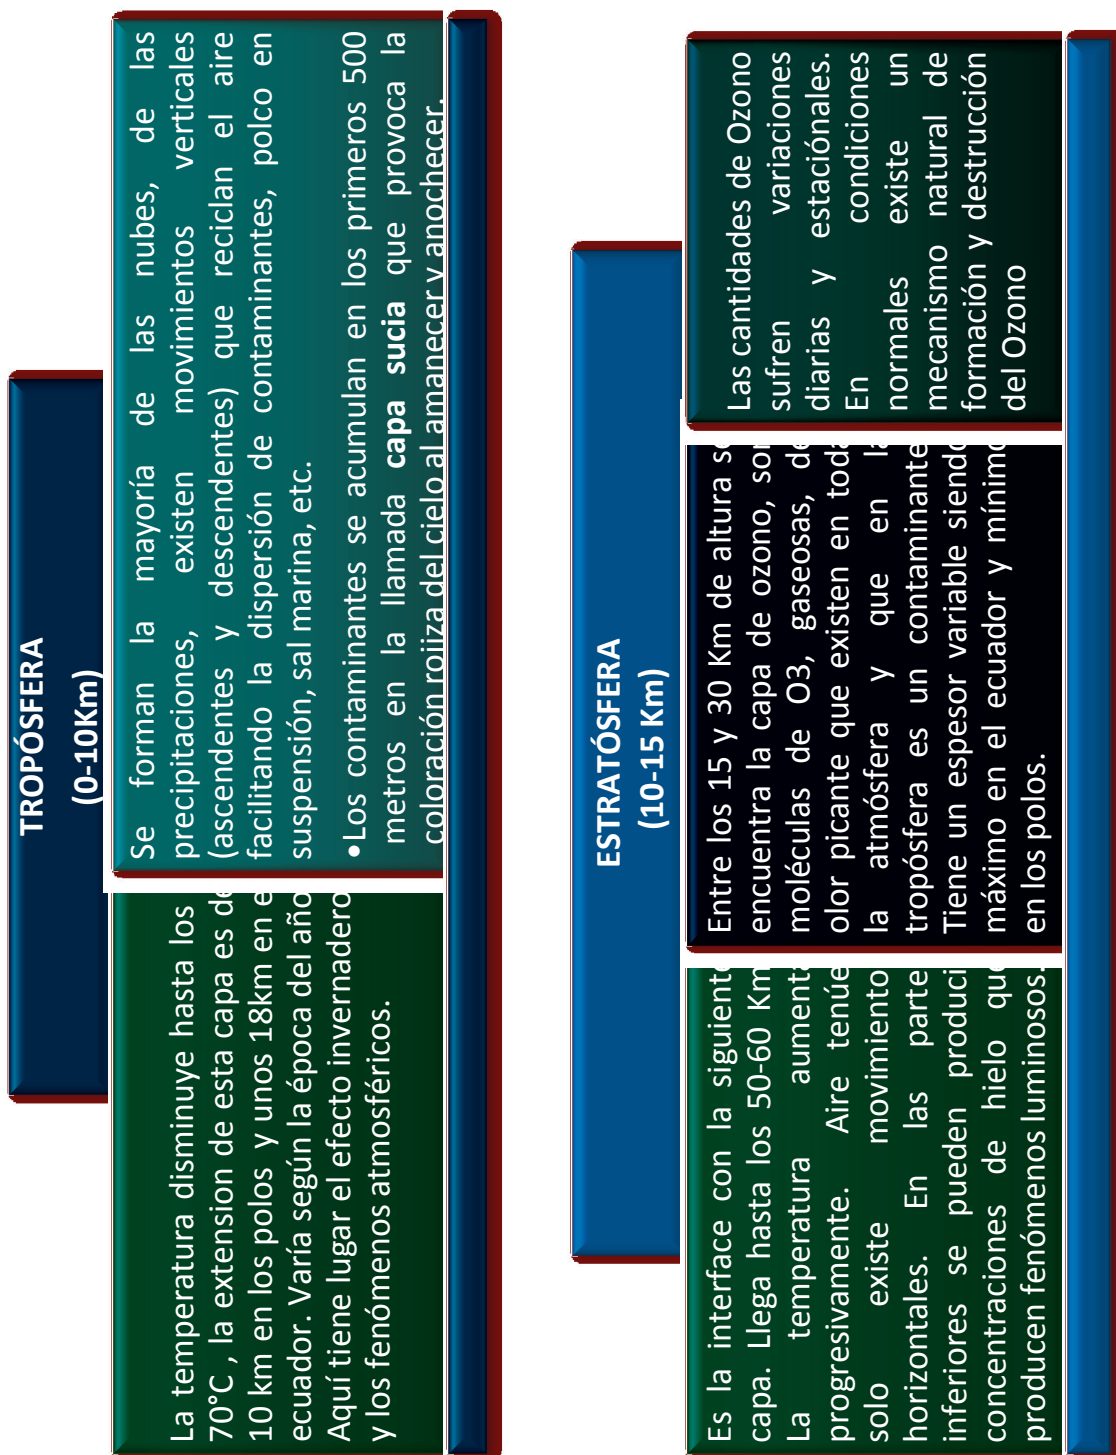 TROPÓSFERA
(0-10Km)
La temperatura disminuye hasta los
70°C , la extension de esta capa es de
10 km en los polos y unos 18km en e
ecuador. Varía según la época del año
Aquí tiene lugar el efecto invernadero
y los fenómenos atmosféricos.
Se forman la mayoría de las nubes, de las
precipitaciones, existen movimientos verticales
(ascendentes y descendentes) que reciclan el aire
facilitando la dispersión de contaminantes, polco en
suspensión, sal marina, etc.
•Los contaminantes se acumulan en los primeros 500
metros en la llamada capa sucia que provoca la
coloración rojiza del cielo al amanecer y anochecer.
ESTRATÓSFERA
(10-15 Km)
Es la interface con la siguiente
capa. Llega hasta los 50-60 Km
La temperatura aumenta
progresivamente. Aire tenúe
solo existe movimiento
horizontales. En las parte
inferiores se pueden produci
concentraciones de hielo que
producen fenómenos luminosos.
Entre los 15 y 30 Km de altura se
encuentra la capa de ozono, son
moléculas de O3, gaseosas, de
olor picante que existen en toda
la atmósfera y que en la
tropósfera es un contaminante
Tiene un espesor variable siendo
máximo en el ecuador y mínimo
en los polos.
Las cantidades de Ozono
sufren variaciones
diarias y estaciónales.
En condiciones
normales existe un
mecanismo natural de
formación y destrucción
del Ozono